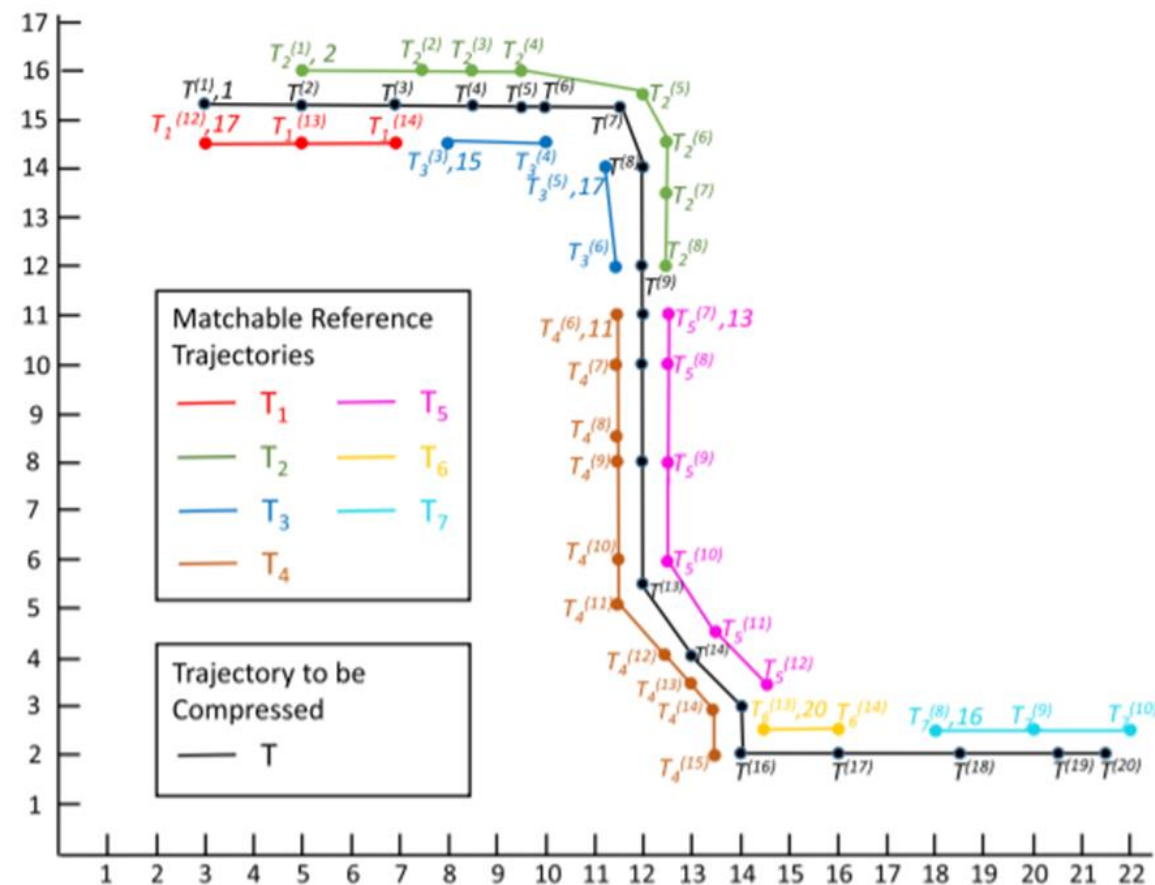 17
16
15
14
13
12
11
10
9
8
7
6
5
4
3
2
1
T₂⁽¹⁾, 2
T₂⁽²⁾
T₂⁽³⁾
T₂⁽⁴⁾
T₂⁽⁵⁾
T₂⁽⁶⁾
T₂⁽⁷⁾
T₂⁽⁸⁾
T⁽¹⁾,1
T⁽²⁾
T⁽³⁾
T⁽⁴⁾
T⁽⁵⁾
T⁽⁶⁾
T⁽⁷⁾
T⁽⁸⁾
T⁽⁹⁾
T₁⁽¹²⁾,17
T₁⁽¹³⁾
T₁⁽¹⁴⁾
T₃⁽³⁾,15
T₃⁽⁴⁾
T₃⁽⁵⁾,17
T₃⁽⁶⁾
T₄⁽⁶⁾,11
T₄⁽⁷⁾
T₄⁽⁸⁾
T₄⁽⁹⁾
T₄⁽¹⁰⁾
T₄⁽¹¹⁾
T₄⁽¹²⁾
T₄⁽¹³⁾
T₄⁽¹⁴⁾
T₄⁽¹⁵⁾
T₅⁽⁷⁾,13
T₅⁽⁸⁾
T₅⁽⁹⁾
T₅⁽¹⁰⁾
T₅⁽¹¹⁾
T₅⁽¹²⁾
T⁽¹³⁾
T⁽¹⁴⁾
T₆⁽¹³⁾,20
T₆⁽¹⁴⁾
T₇⁽⁸⁾,16
T₇⁽⁹⁾
T₇⁽¹⁰⁾
T⁽¹⁶⁾
T⁽¹⁷⁾
T⁽¹⁸⁾
T⁽¹⁹⁾
T⁽²⁰⁾
Matchable Reference
Trajectories
T₁ T₅
T₂ T₆
T₃ T₇
T₄
Trajectory to be
Compressed
T
1 2 3 4 5 6 7 8 9 10 11 12 13 14 15 16 17 18 19 20 21 22